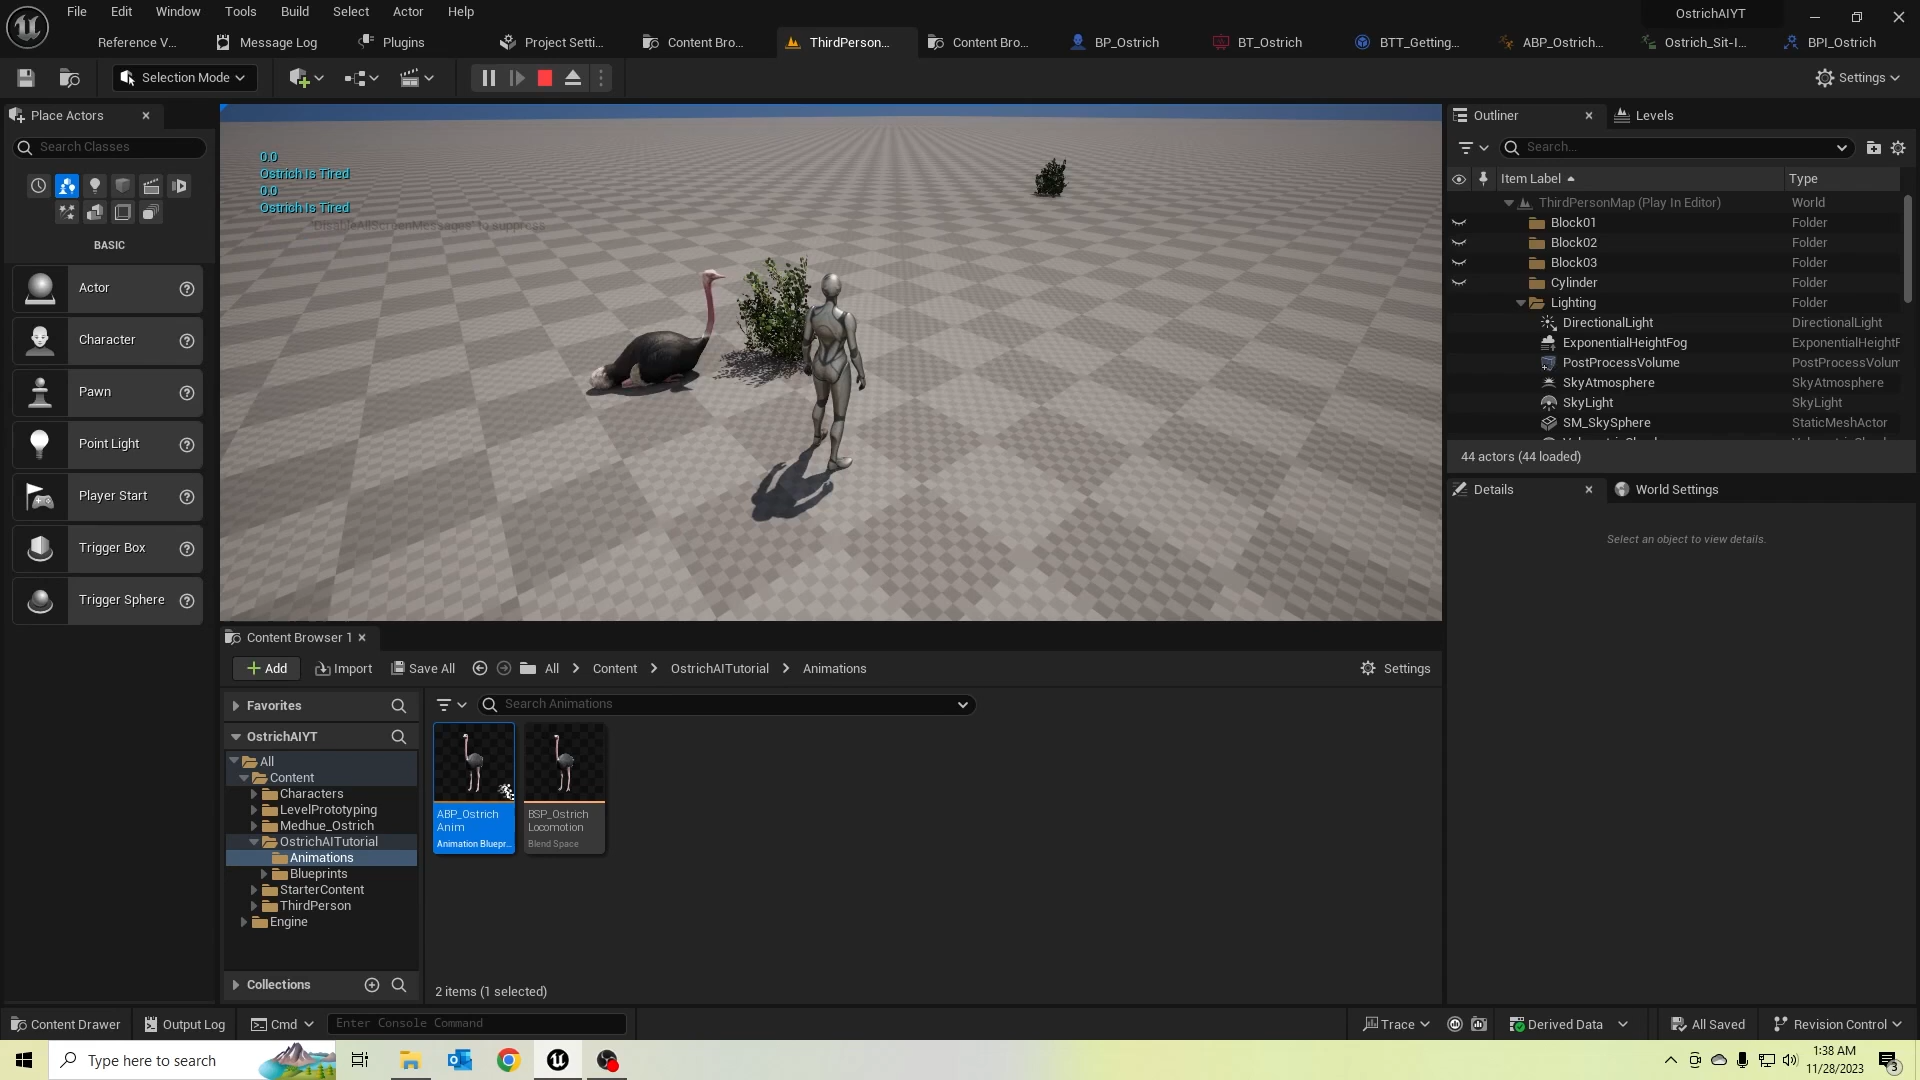 File Edit Window Tools Build Select Actor Help
OstrichAIYT
Reference V...
Message Log
Plugins
Project Setti...
Content Bro...
ThirdPerson...
Content Bro...
BP_Ostrich
BT_Ostrich
BTT_Getting...
ABP_Ostrich...
Ostrich_Sit-I...
BPI_Ostrich
Selection Mode
Settings
Place Actors
Search Classes
BASIC
Actor
Character
Pawn
Point Light
Player Start
Trigger Box
Trigger Sphere
0.0
Ostrich Is Tired
0.0
Ostrich Is Tired
'DisableAllScreenMessages' to suppress
Outliner
Levels
Search...
Item Label
Type
ThirdPersonMap (Play In Editor) World
Block01 Folder
Block02 Folder
Block03 Folder
Cylinder Folder
Lighting Folder
DirectionalLight DirectionalLight
ExponentialHeightFog ExponentialHeightF
PostProcessVolume PostProcessVolum
SkyAtmosphere SkyAtmosphere
SkyLight SkyLight
SM_SkySphere StaticMeshActor
44 actors (44 loaded)
Details
World Settings
Select an object to view details.
Content Browser 1
Add
Import
Save All
All > Content > OstrichAITutorial > Animations
Settings
Favorites
Search Animations
OstrichAIYT
All
Content
Characters
LevelPrototyping
Medhue_Ostrich
OstrichAITutorial
Animations
Blueprints
StarterContent
ThirdPerson
Engine
Collections
ABP_Ostrich
Anim
Animation Bluepr...
BSP_Ostrich
Locomotion
Blend Space
2 items (1 selected)
Content Drawer
Output Log
Cmd
Enter Console Command
Trace
Derived Data
All Saved
Revision Control
Type here to search
1:38 AM
11/28/2023
3